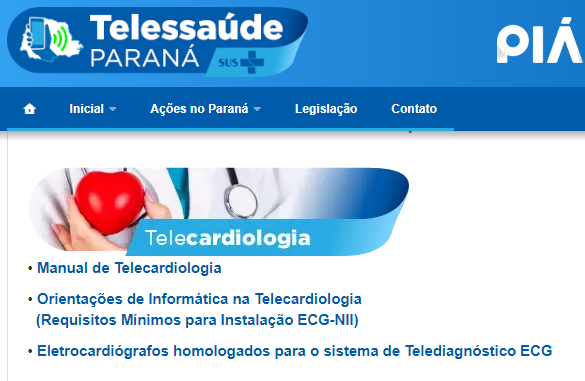 Telessaúde
PARANÁ
SUS
PIÁ
Inicial
Ações no Paraná
Legislação
Contato
Telecardiologia
• Manual de Telecardiologia
• Orientações de Informática na Telecardiologia
(Requisitos Mínimos para Instalação ECG-NII)
• Eletrocardiógrafos homologados para o sistema de Telediagnóstico ECG